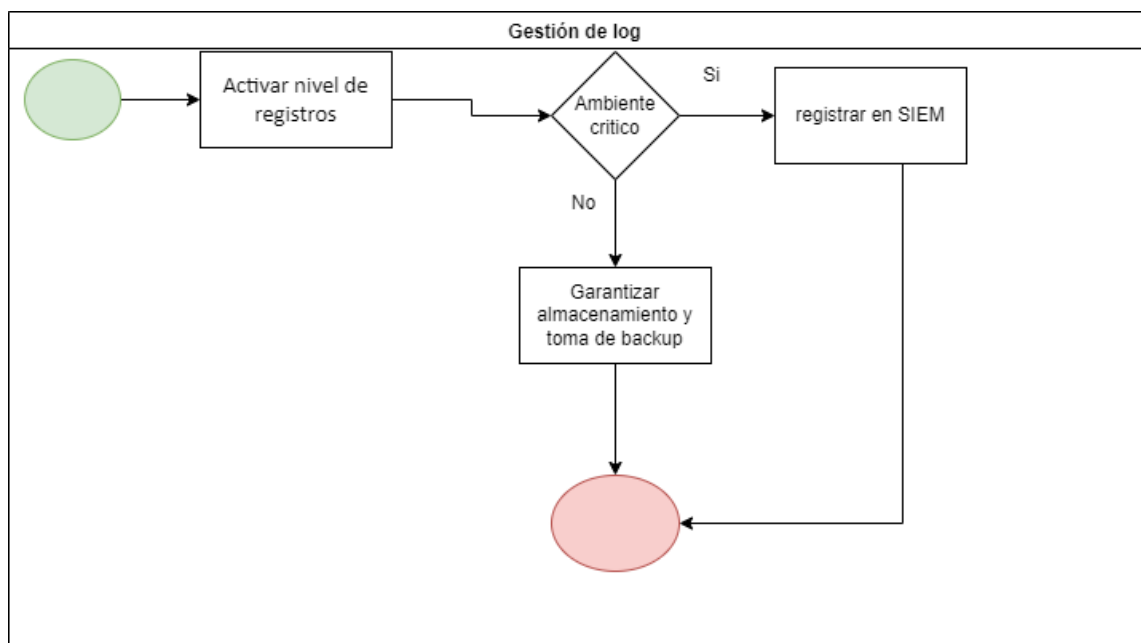 Gestión de log
Activar nivel de
registros
Ambiente
critico
Si
registrar en SIEM
No
Garantizar
almacenamiento y
toma de backup